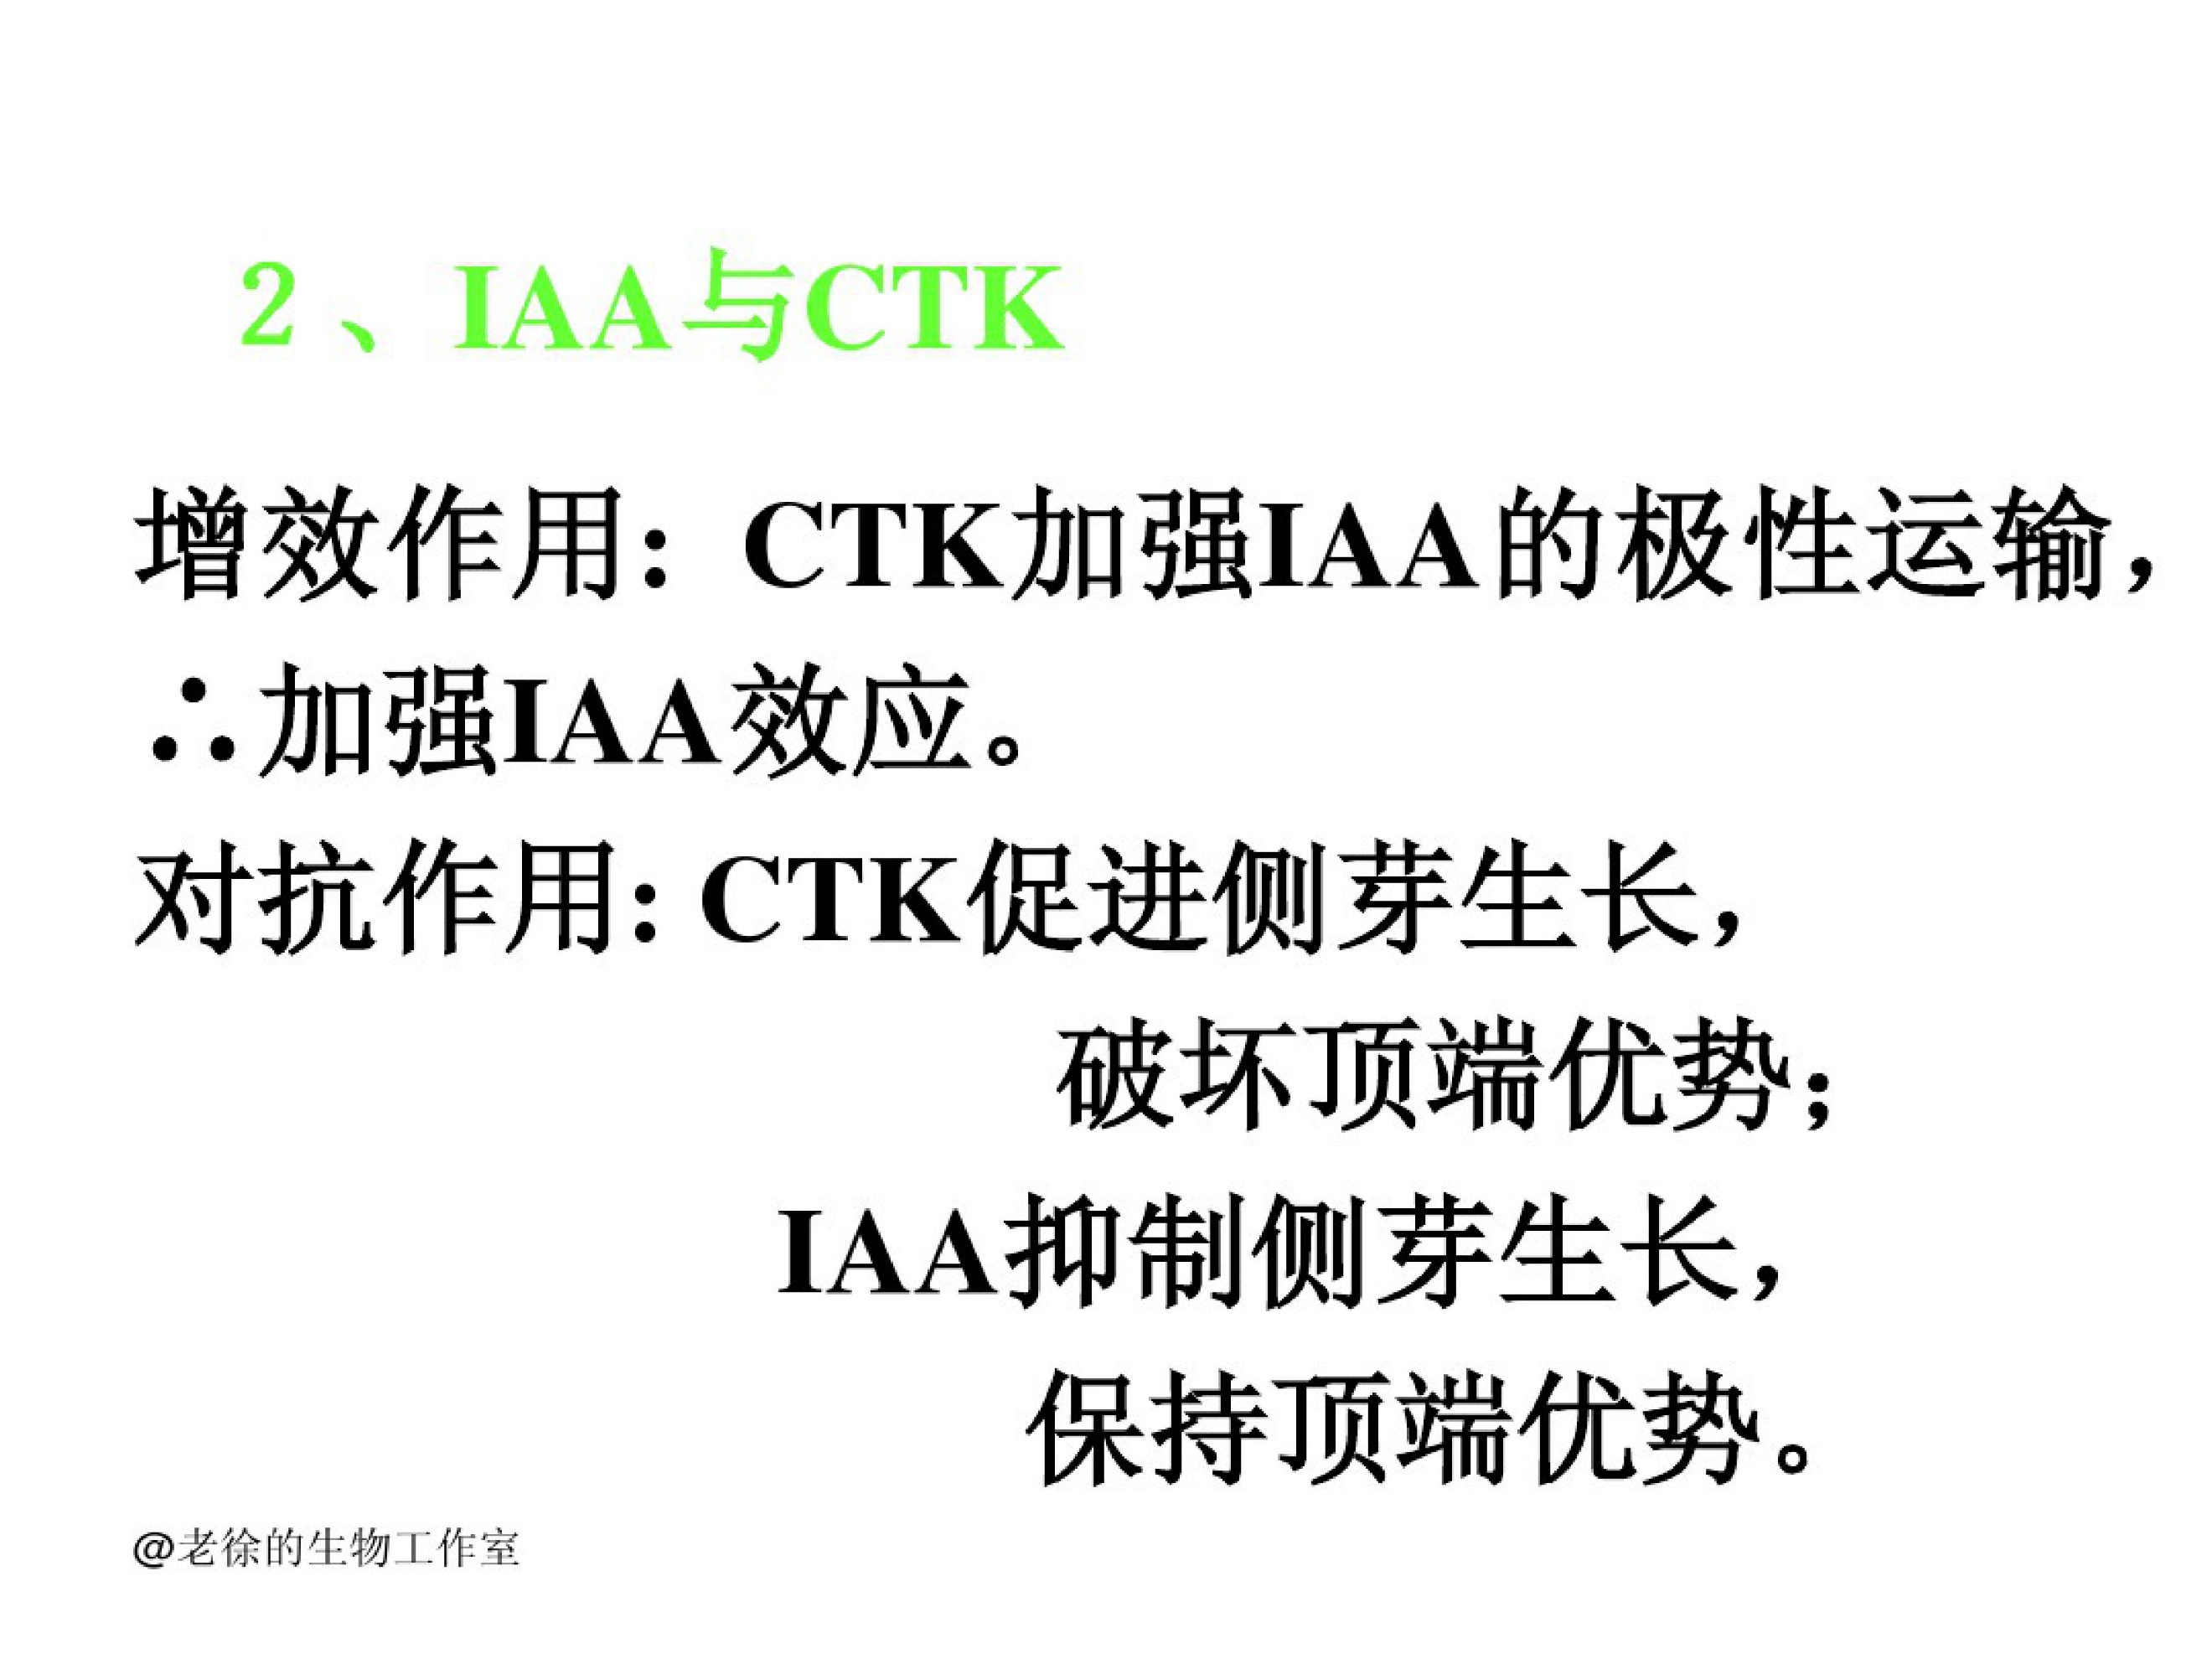 2、IAA与CTK
增效作用：CTK加强IAA的极性运输，
∴加强IAA效应。
对抗作用：CTK促进侧芽生长，
破坏顶端优势；
IAA抑制侧芽生长，
保持顶端优势。
@老徐的生物工作室